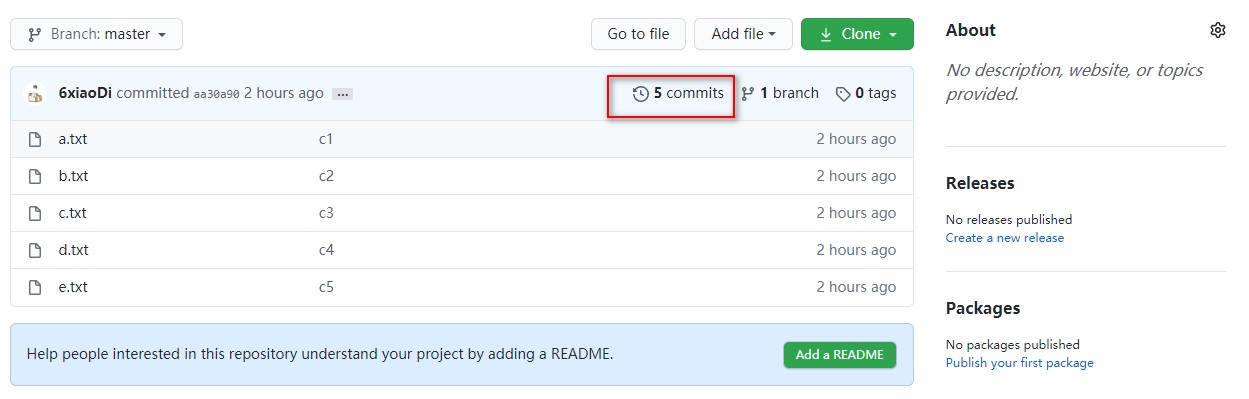 Branch: master
Go to file
Add file
Clone
6xiaoDi committed aa30a90 2 hours ago ...
5 commits
1 branch
0 tags
a.txt c1 2 hours ago
b.txt c2 2 hours ago
c.txt c3 2 hours ago
d.txt c4 2 hours ago
e.txt c5 2 hours ago
Help people interested in this repository understand your project by adding a README.
Add a README
About
No description, website, or topics
provided.
Releases
No releases published
Create a new release
Packages
No packages published
Publish your first package